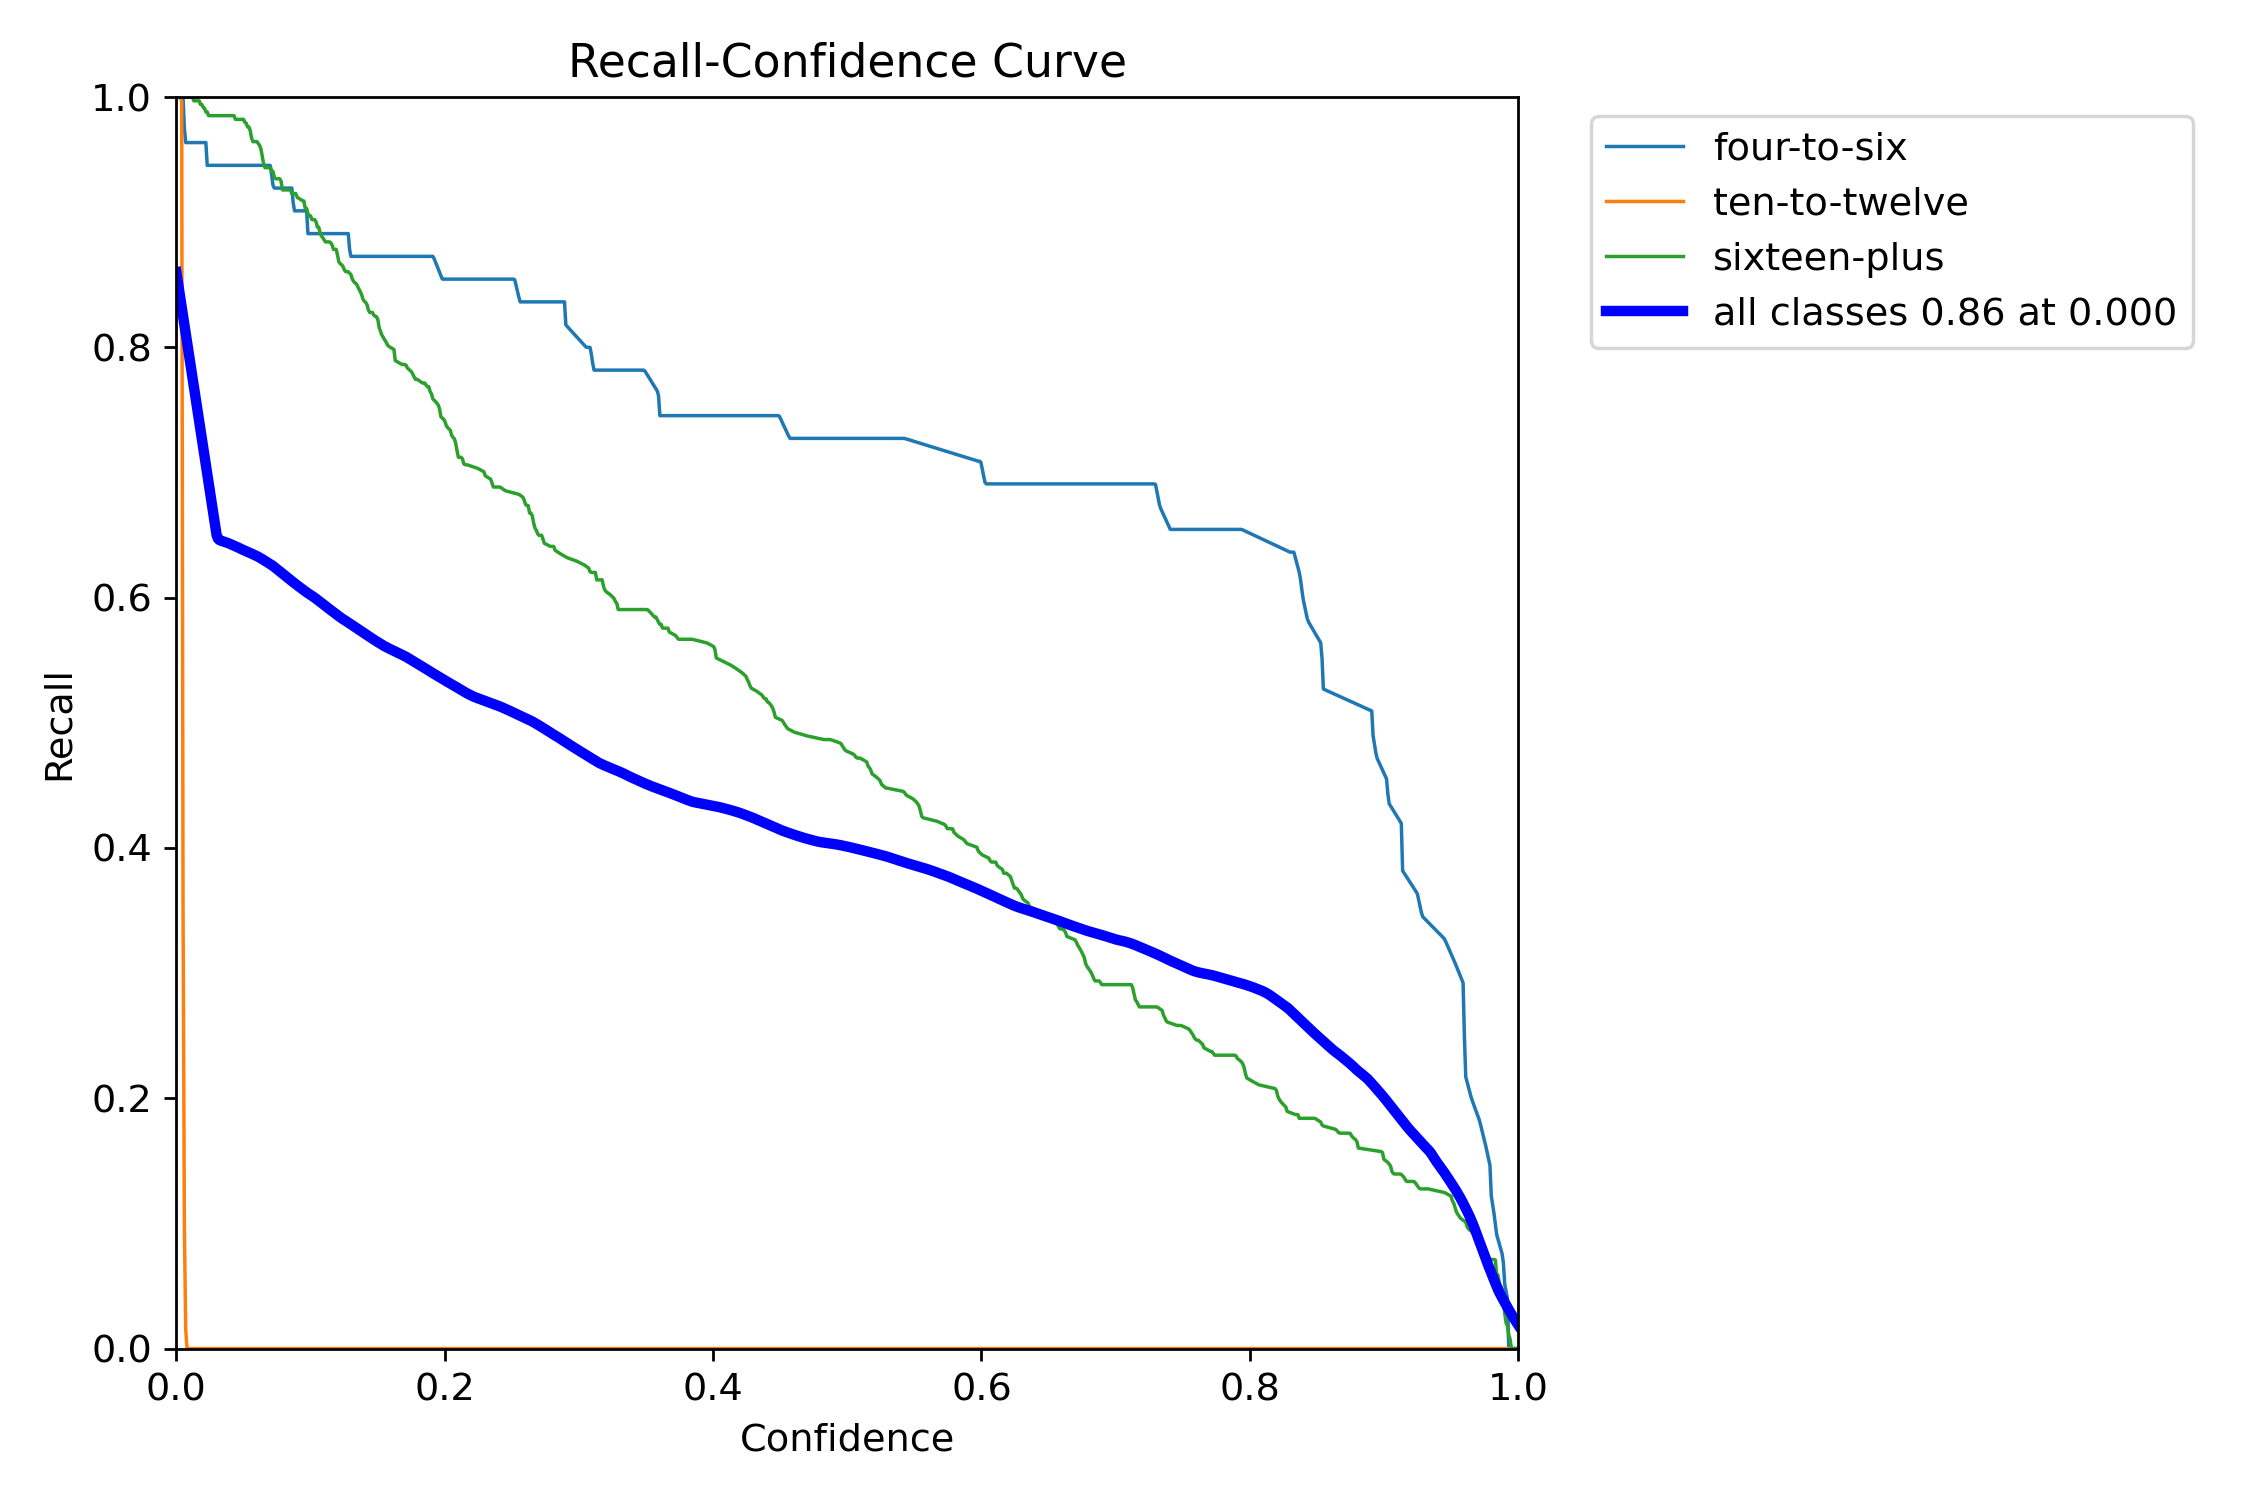 Recall-Confidence Curve
1.0
0.8
0.6
0.4
0.2
0.0
Recall
0.0 0.2 0.4 0.6 0.8 1.0
Confidence
four-to-six
ten-to-twelve
sixteen-plus
all classes 0.86 at 0.000